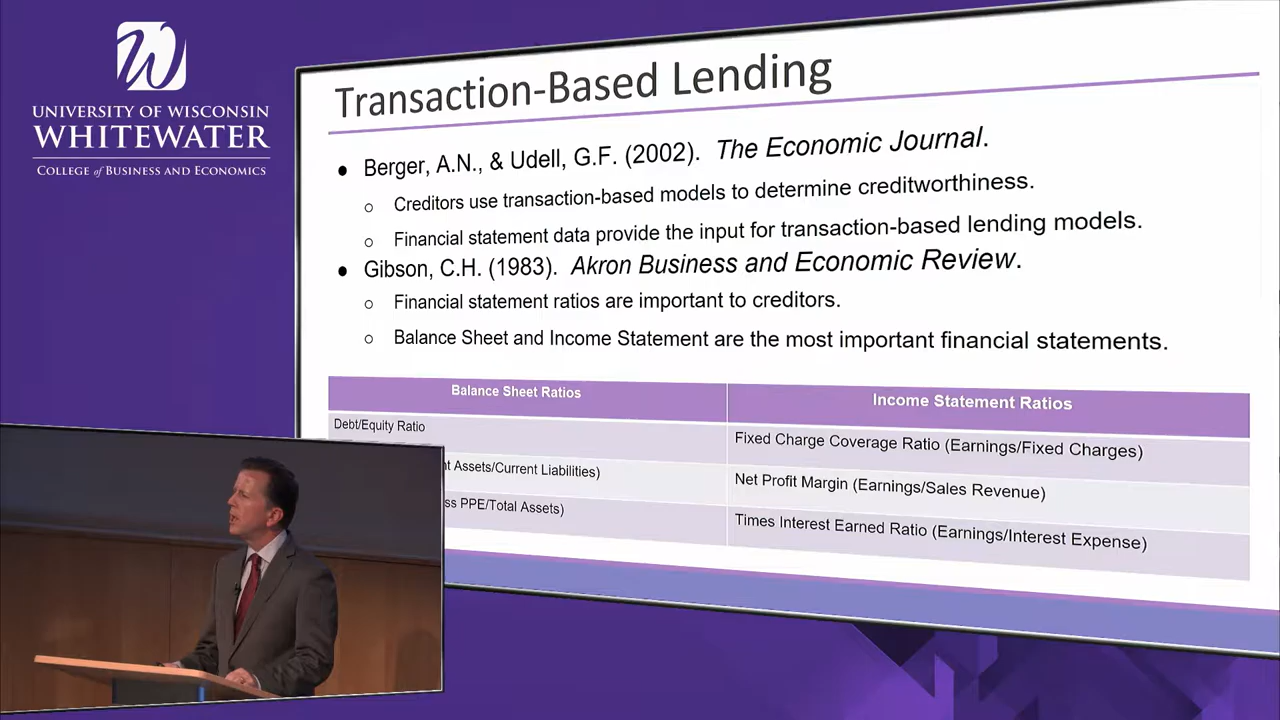 W
UNIVERSITY OF WISCONSIN
WHITEWATER
COLLEGE of BUSINESS AND ECONOMICS
Transaction-Based Lending
● Berger, A.N., & Udell, G.F. (2002). The Economic Journal.
○ Creditors use transaction-based models to determine creditworthiness.
○ Financial statement data provide the input for transaction-based lending models.
● Gibson, C.H. (1983). Akron Business and Economic Review.
○ Financial statement ratios are important to creditors.
○ Balance Sheet and Income Statement are the most important financial statements.
Balance Sheet Ratios
Income Statement Ratios
Debt/Equity Ratio
Fixed Charge Coverage Ratio (Earnings/Fixed Charges)
Assets/Current Liabilities)
Net Profit Margin (Earnings/Sales Revenue)
PPE/Total Assets)
Times Interest Earned Ratio (Earnings/Interest Expense)